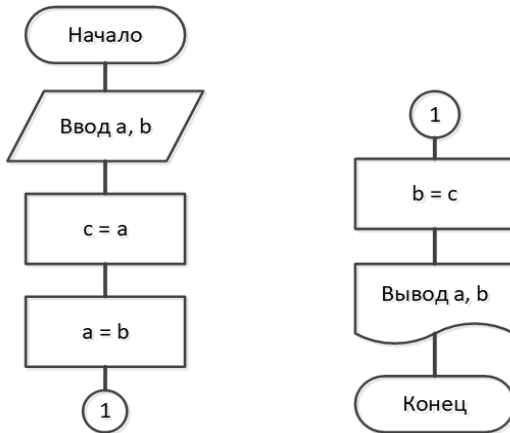 Начало
Ввод a, b
c = a
a = b
1
1
b = c
Вывод a, b
Конец